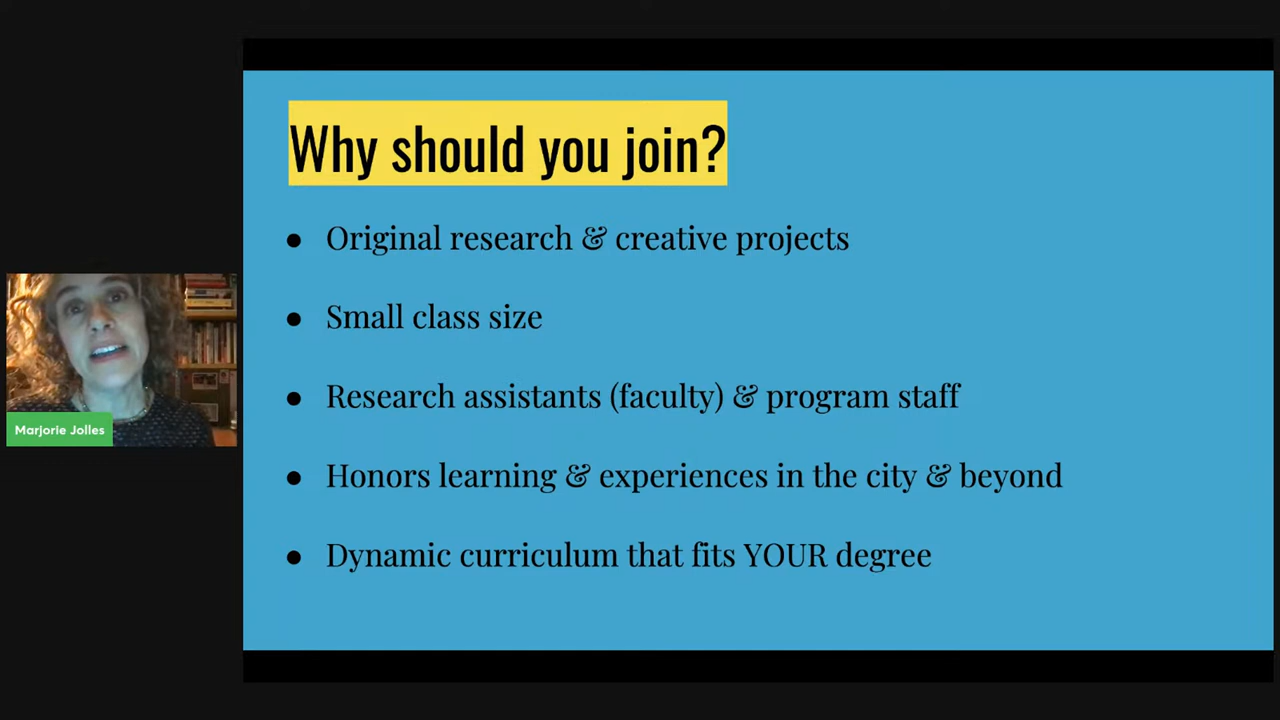 Why should you join?
● Original research & creative projects
● Small class size
● Research assistants (faculty) & program staff
● Honors learning & experiences in the city & beyond
● Dynamic curriculum that fits YOUR degree
Marjorie Jolles